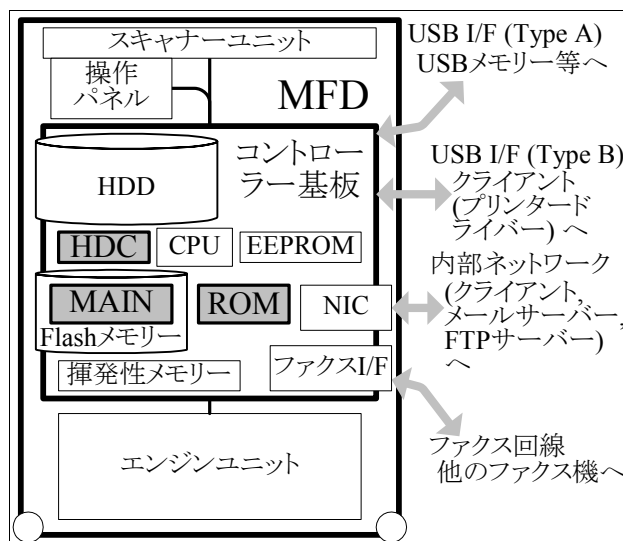 スキャナーユニット
操作
パネル
MFD
コントロー
ラー基板
HDD
HDC
CPU
EEPROM
MAIN
ROM
NIC
Flashメモリー
揮発性メモリー
ファクスI/F
エンジンユニット
USB I/F (Type A)
USBメモリー等へ
USB I/F (Type B)
クライアント
(プリンタード
ライバー) へ
内部ネットワーク
(クライアント,
メールサーバー,
FTPサーバー)
へ
ファクス回線
他のファクス機へ